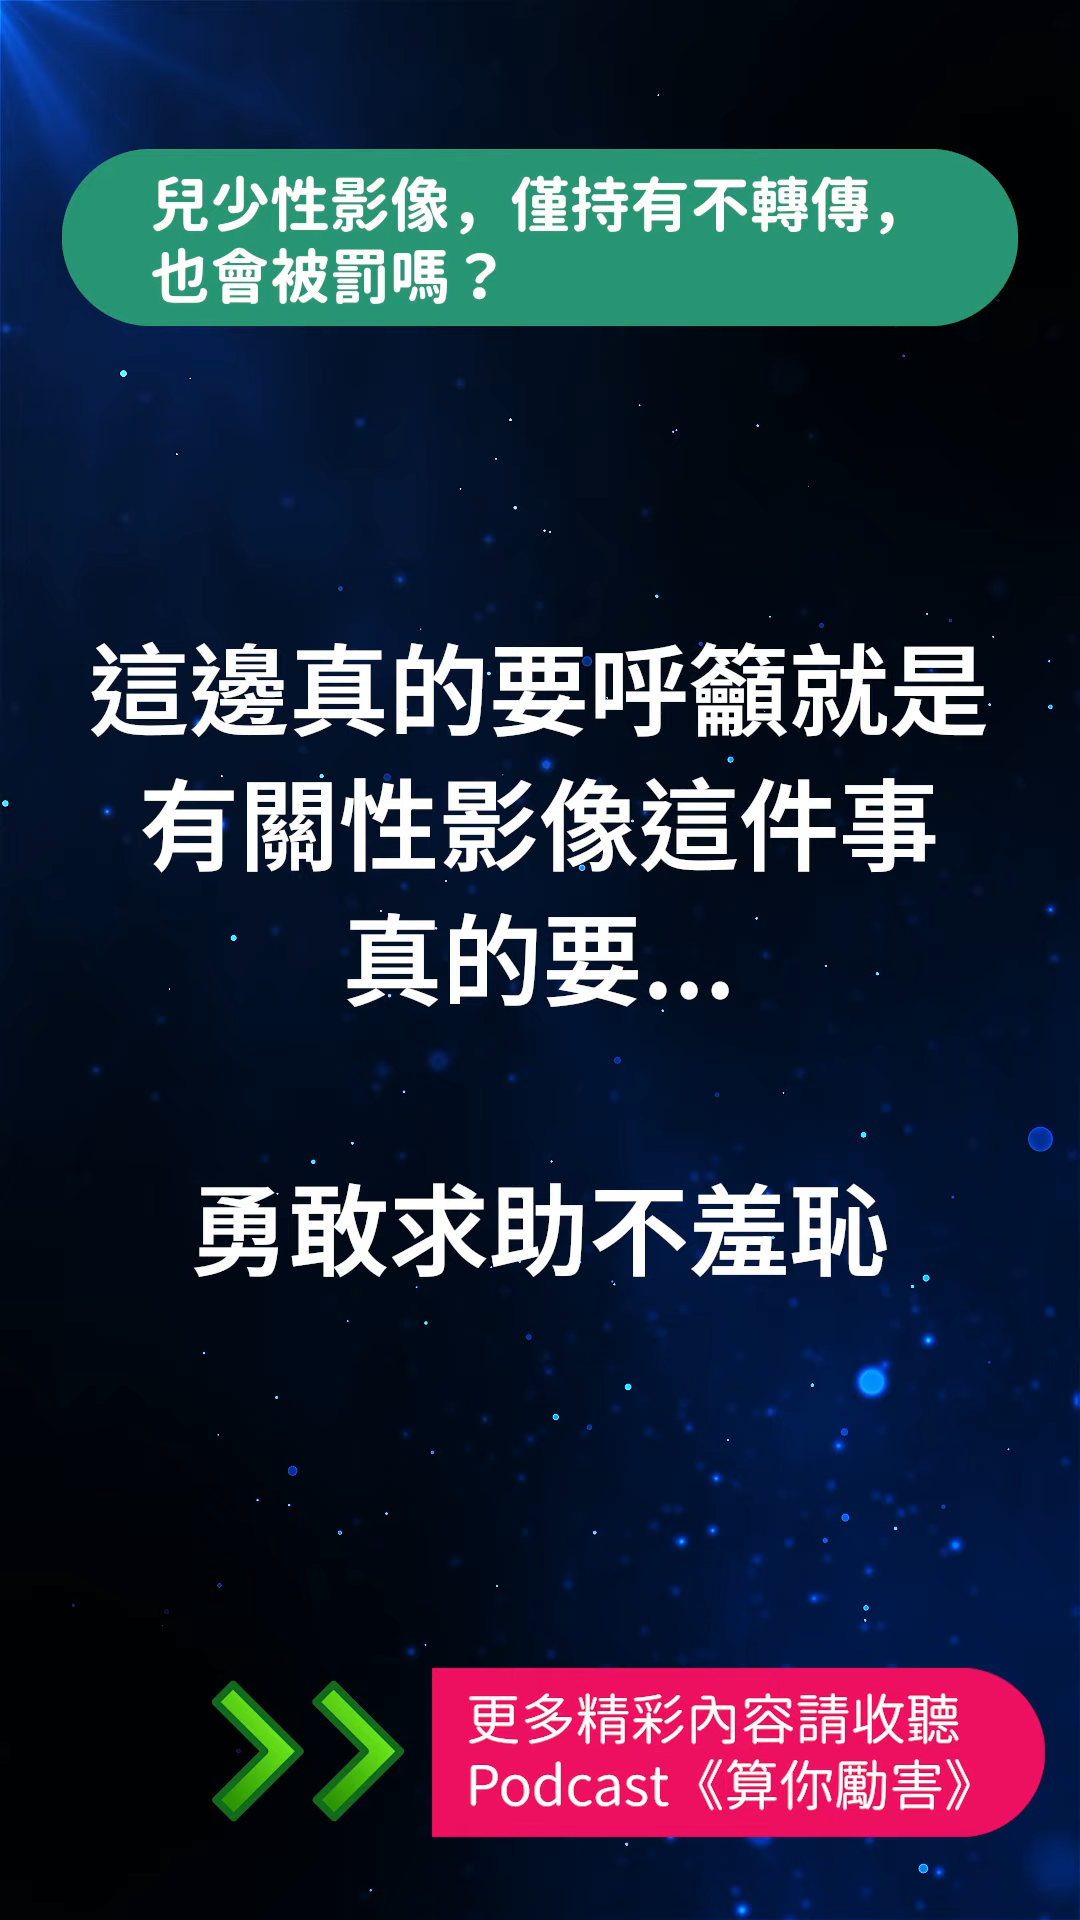 兒少性影像，僅持有不轉傳，
也會被罰嗎？
這邊真的要呼籲就是
有關性影像這件事
真的要...
勇敢求助不羞恥
更多精彩內容請收聽
Podcast《算你勵害》